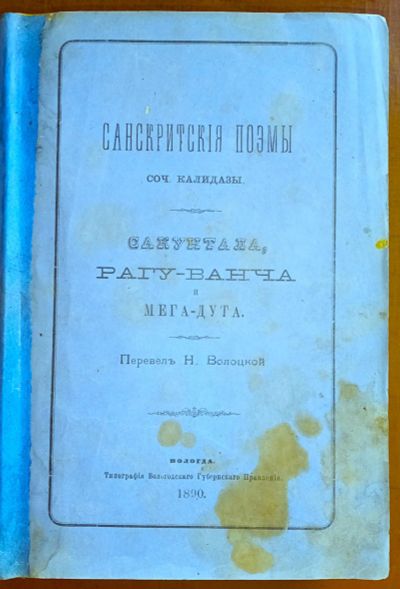 САНСКРИТСКІЯ ПОЭМЫ
СОЧ. КАЛИДАЗЫ.
САКУНТАЛА,
РАГУ-ВАНЧА
и
МЕГА-ДУТА.
Перевелъ Н. Волоцкой
ВОЛОГДА.
Типографія Вологодскаго Губернскаго Правленія.
1890.